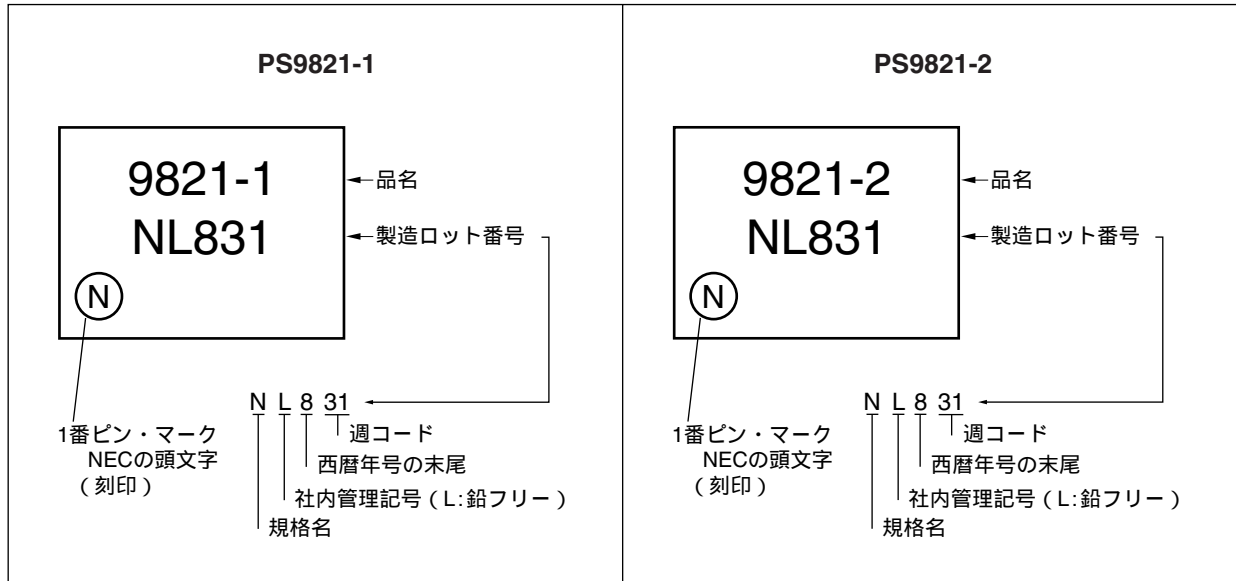 PS9821-1
9821-1
品名
NL831
製造ロット番号
N
N L 8 31
1番ピン・マーク
NECの頭文字
（刻印）
週コード
西暦年号の末尾
社内管理記号（L:鉛フリー）
規格名
PS9821-2
9821-2
品名
NL831
製造ロット番号
N
N L 8 31
1番ピン・マーク
NECの頭文字
（刻印）
週コード
西暦年号の末尾
社内管理記号（L:鉛フリー）
規格名